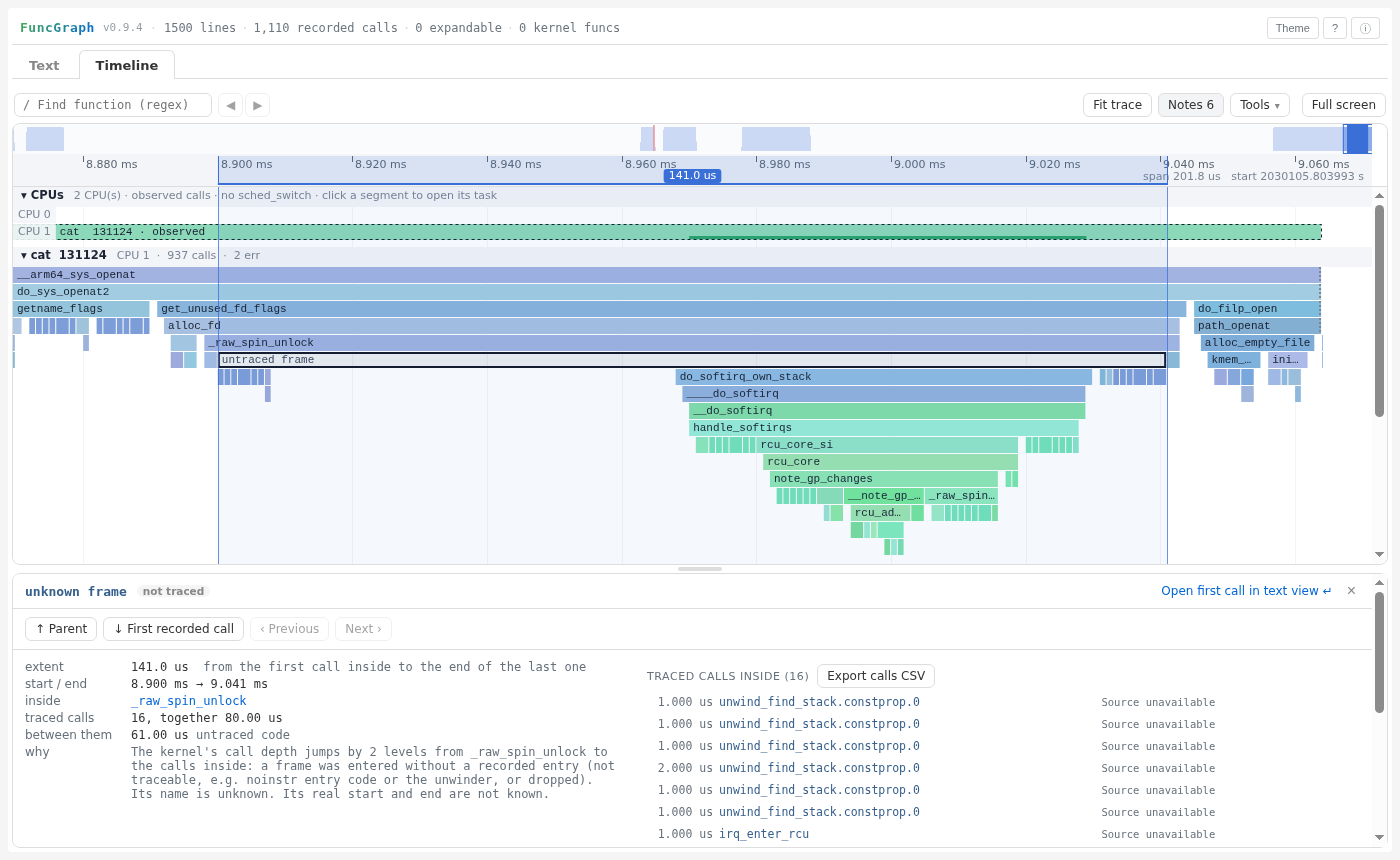 FuncGraph v0.9.4 · 1500 lines · 1,110 recorded calls · 0 expandable · 0 kernel funcs
Theme ? ⓘ
Text Timeline
/ Find function (regex) ◀ ▶
Fit trace Notes 6 Tools ▾ Full screen
8.880 ms 8.900 ms 8.920 ms 8.940 ms 8.960 ms 8.980 ms 9.000 ms 9.020 ms 9.040 ms 9.060 ms
141.0 us span 201.8 us start 2030105.803993 s
▾ CPUs 2 CPU(s) · observed calls · no sched_switch · click a segment to open its task
CPU 0
CPU 1 cat 131124 · observed
▾ cat 131124 CPU 1 · 937 calls · 2 err
__arm64_sys_openat
do_sys_openat2
getname_flags get_unused_fd_flags do_filp_open
alloc_fd path_openat
_raw_spin_unlock alloc_empty_file
untraced frame kmem_… ini…
do_softirq_own_stack
____do_softirq
__do_softirq
handle_softirqs
rcu_core_si
rcu_core
note_gp_changes
__note_gp_… _raw_spin…
rcu_ad…
unknown frame not traced Open first call in text view ↵ ×
↑ Parent ↓ First recorded call ‹ Previous Next ›
extent 141.0 us from the first call inside to the end of the last one
start / end 8.900 ms → 9.041 ms
inside _raw_spin_unlock
traced calls 16, together 80.00 us
between them 61.00 us untraced code
why The kernel's call depth jumps by 2 levels from _raw_spin_unlock to
the calls inside: a frame was entered without a recorded entry (not
traceable, e.g. noinstr entry code or the unwinder, or dropped).
Its name is unknown. Its real start and end are not known.
TRACED CALLS INSIDE (16) Export calls CSV
1.000 us unwind_find_stack.constprop.0 Source unavailable
1.000 us unwind_find_stack.constprop.0 Source unavailable
1.000 us unwind_find_stack.constprop.0 Source unavailable
2.000 us unwind_find_stack.constprop.0 Source unavailable
1.000 us unwind_find_stack.constprop.0 Source unavailable
1.000 us unwind_find_stack.constprop.0 Source unavailable
1.000 us irq_enter_rcu Source unavailable